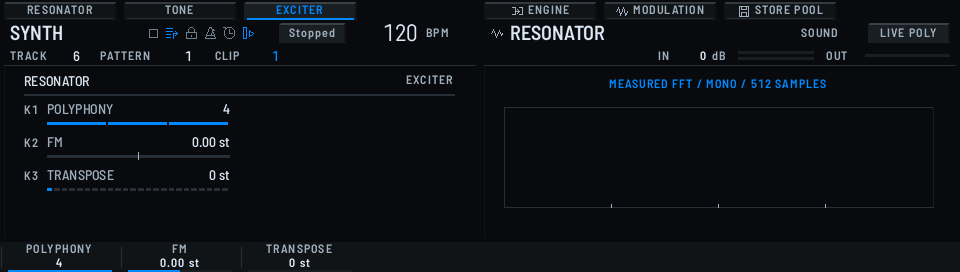 RESONATOR TONE EXCITER ENGINE MODULATION STORE POOL
SYNTH Stopped 120 BPM RESONATOR SOUND LIVE POLY
TRACK 6 PATTERN 1 CLIP 1 IN 0 dB OUT
RESONATOR EXCITER MEASURED FFT / MONO / 512 SAMPLES
K1 POLYPHONY 4
K2 FM 0.00 st
K3 TRANSPOSE 0 st
POLYPHONY FM TRANSPOSE
4 0.00 st 0 st